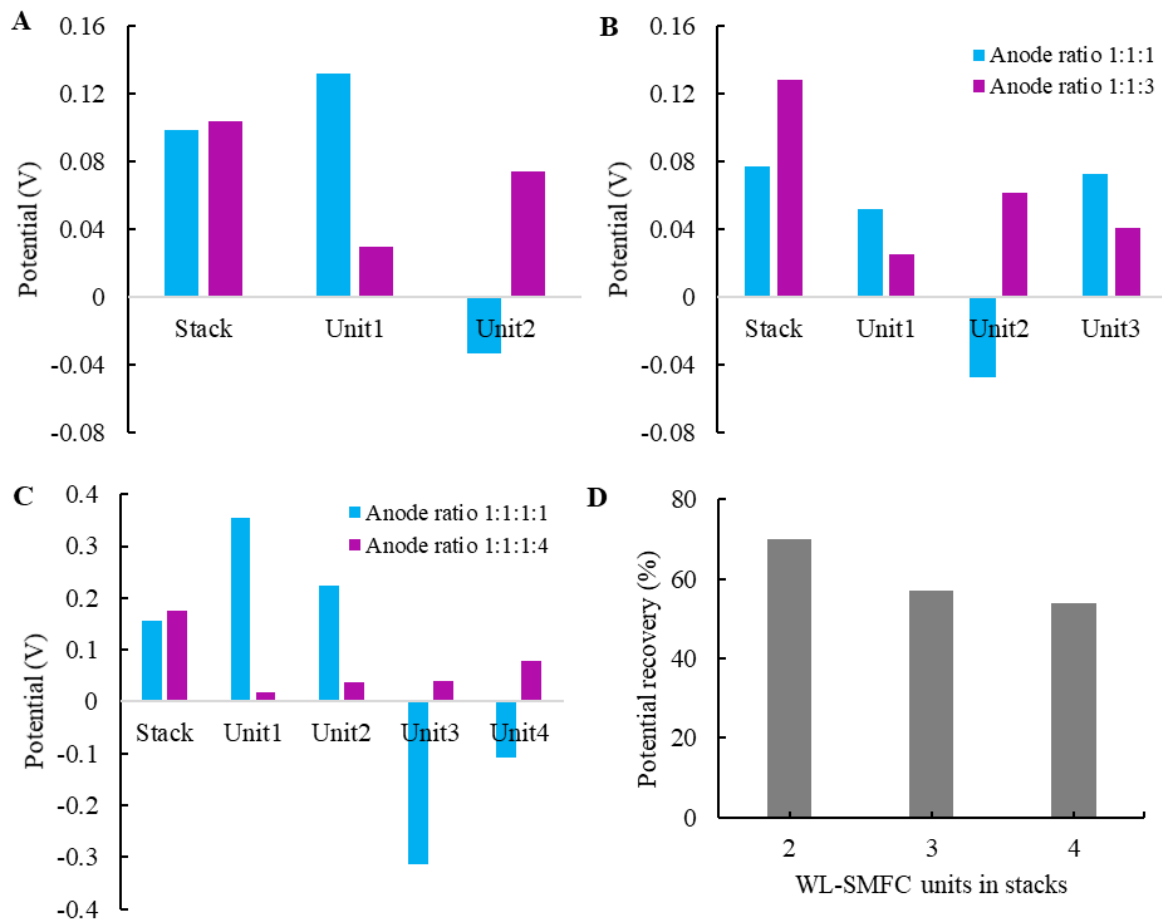 A
Potential (V)
0.16
0.12
0.08
0.04
0
-0.04
-0.08
Stack
Unit1
Unit2
B
Potential (V)
0.16
0.12
0.08
0.04
0
-0.04
-0.08
Anode ratio 1:1:1
Anode ratio 1:1:3
Stack
Unit1
Unit2
Unit3
C
Potential (V)
0.4
0.3
0.2
0.1
0
-0.1
-0.2
-0.3
-0.4
Anode ratio 1:1:1:1
Anode ratio 1:1:1:4
Stack
Unit1
Unit2
Unit3
Unit4
D
Potential recovery (%)
80
60
40
20
0
2
3
4
WL-SMFC units in stacks